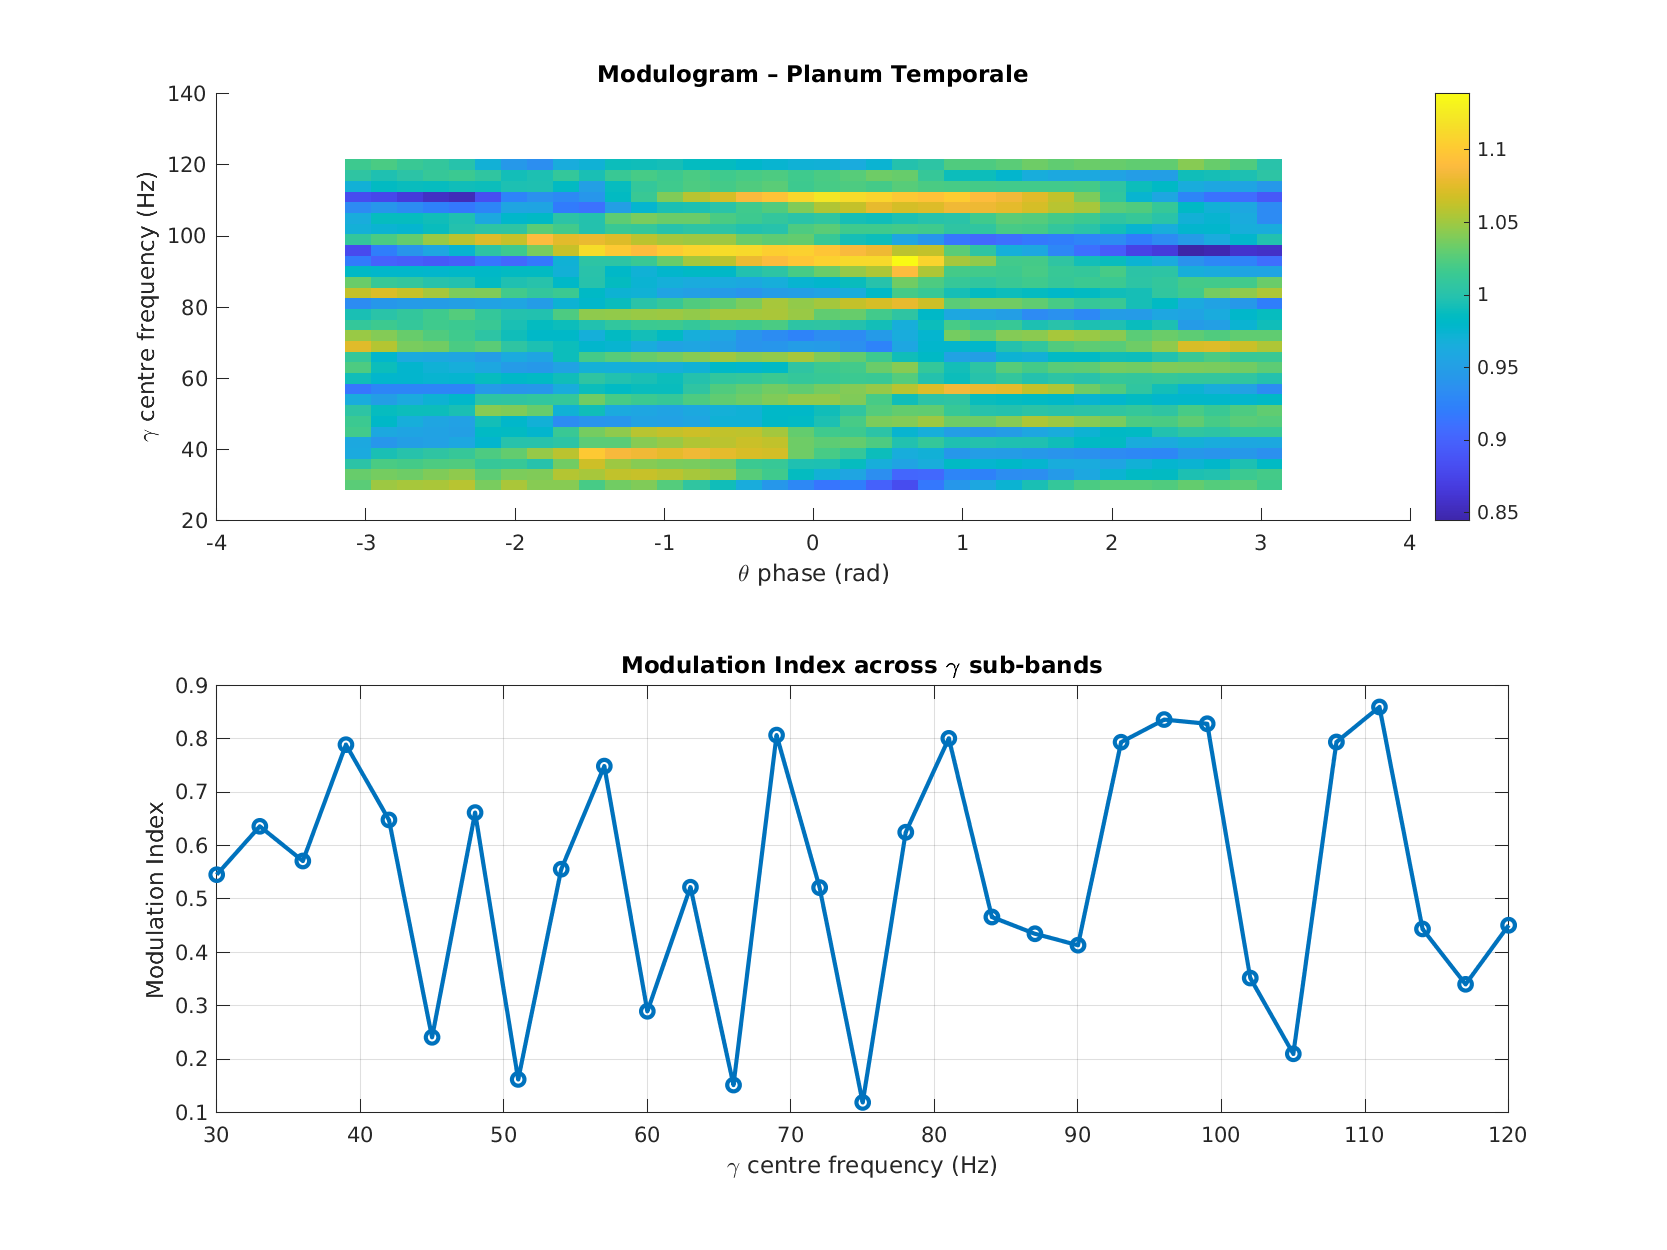 Modulogram – Planum Temporale
140
120
100
80
60
40
20
γ centre frequency (Hz)
-4 -3 -2 -1 0 1 2 3 4
θ phase (rad)
1.1
1.05
1
0.95
0.9
0.85
Modulation Index across γ sub-bands
0.9
0.8
0.7
0.6
0.5
0.4
0.3
0.2
0.1
Modulation Index
30 40 50 60 70 80 90 100 110 120
γ centre frequency (Hz)